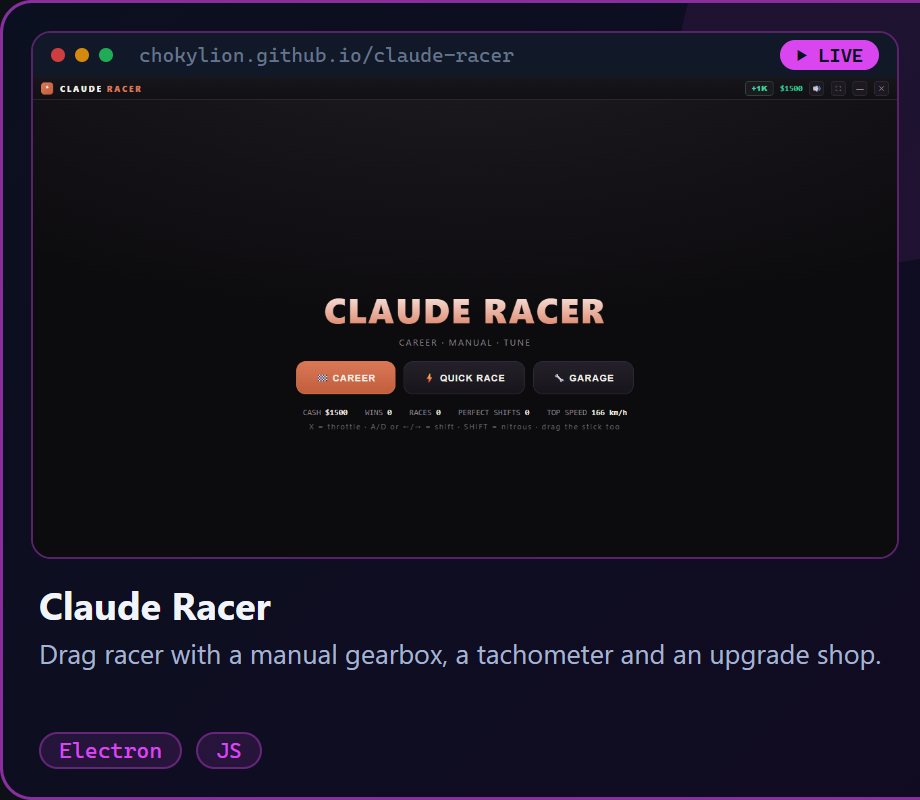 chokylion.github.io/claude-racer
▶ LIVE
CLAUDE RACER
+1K $1500
CLAUDE RACER
CAREER · MANUAL · TUNE
CAREER
QUICK RACE
GARAGE
CASH $1500 WINS 0 RACES 0 PERFECT SHIFTS 0 TOP SPEED 166 km/h
X = throttle · A/D or ←/→ = shift · SHIFT = nitrous · drag the stick too
Claude Racer
Drag racer with a manual gearbox, a tachometer and an upgrade shop.
Electron
JS